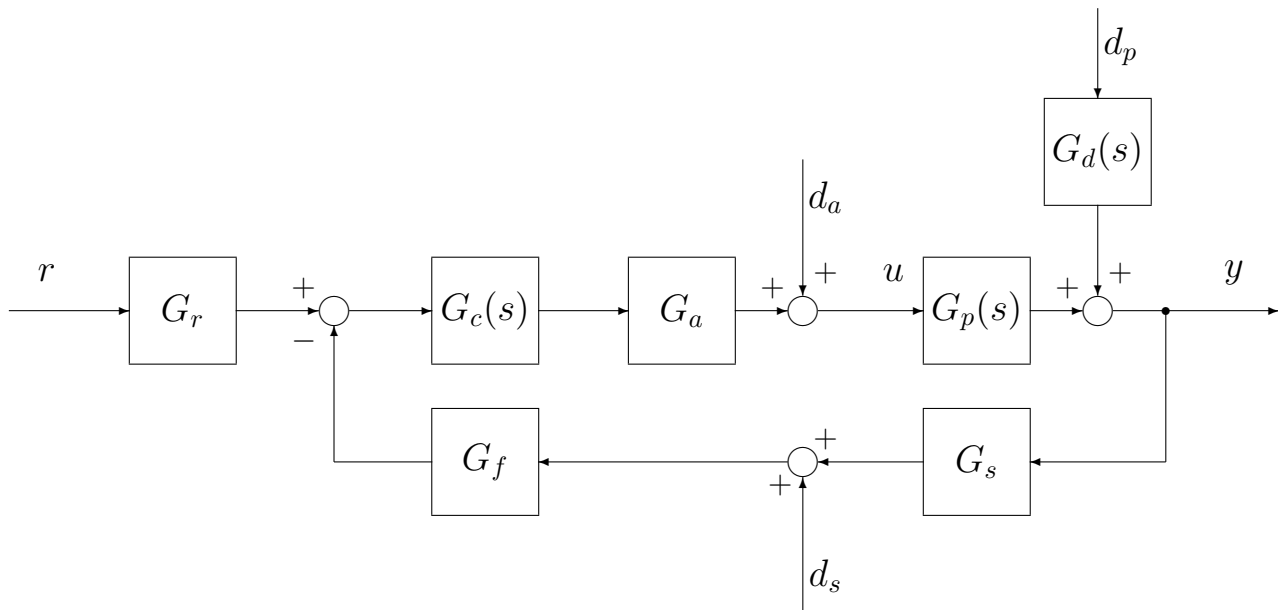 d_p
G_d(s)
d_a
r
G_r
+
−
G_c(s)
G_a
+
+
u
G_p(s)
+
+
y
G_f
+
+
G_s
d_s